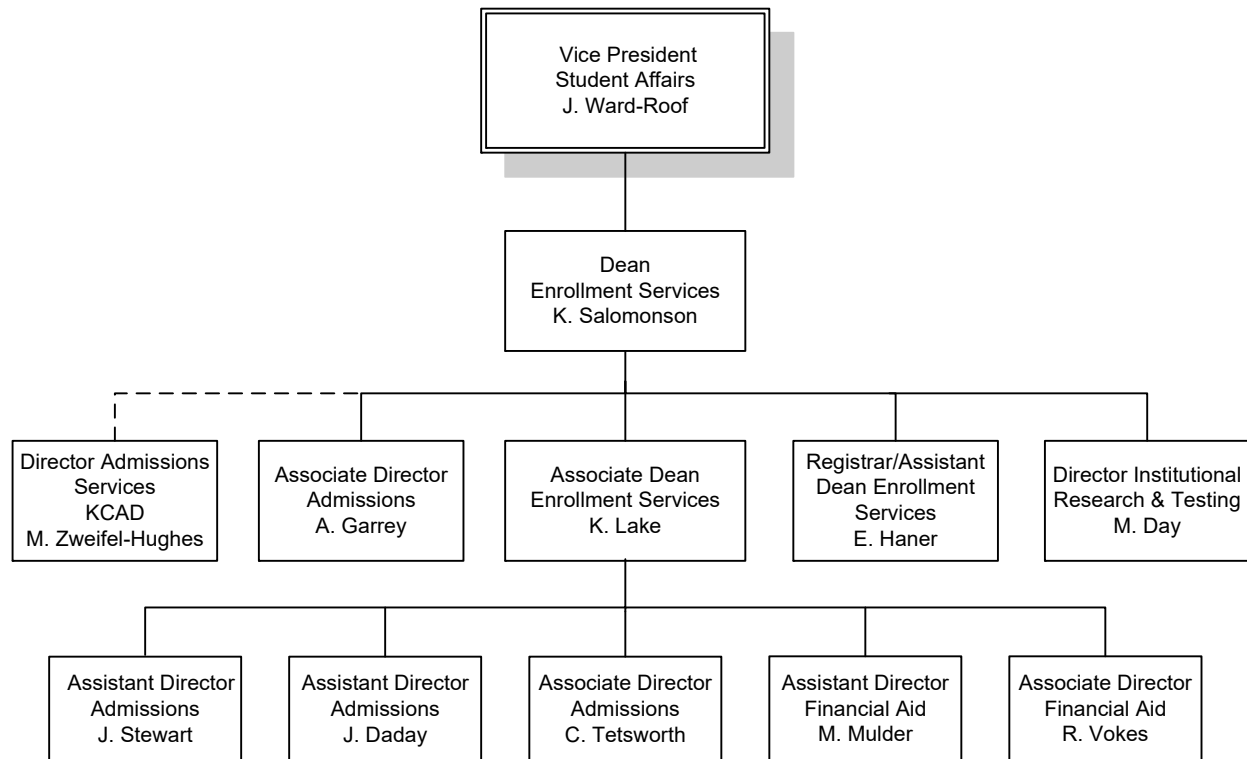 Vice President
Student Affairs
J. Ward-Roof
Dean
Enrollment Services
K. Salomonson
Director Admissions
Services
KCAD
M. Zweifel-Hughes
Associate Director
Admissions
A. Garrey
Associate Dean
Enrollment Services
K. Lake
Registrar/Assistant
Dean Enrollment
Services
E. Haner
Director Institutional
Research & Testing
M. Day
Assistant Director
Admissions
J. Stewart
Assistant Director
Admissions
J. Daday
Associate Director
Admissions
C. Tetsworth
Assistant Director
Financial Aid
M. Mulder
Associate Director
Financial Aid
R. Vokes